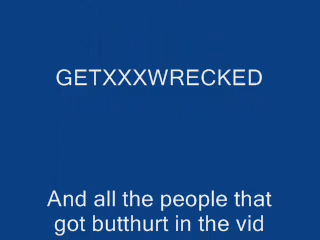 GETXXXWRECKED
And all the people that
got butthurt in the vid